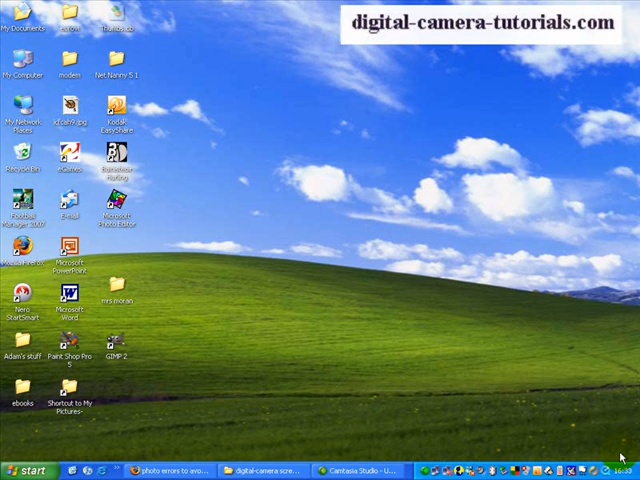 digital-camera-tutorials.com
My Documents
Thumbs.db
My Computer
modem
Net Nanny 5.1
My Network
Places
kfcah9.jpg
Kodak
EasyShare
Recycle Bin
eGames
Football
Manager 2007
E-mail
Microsoft
Photo Editor
Mozilla Firefox
Microsoft
PowerPoint
Nero
StartSmart
Microsoft
Word
mrs moran
Adam's stuff
Paint Shop Pro
5
GIMP 2
ebooks
Shortcut to My
Pictures-
start
photo errors to avo...
digital-camera scre...
Camtasia Studio - U...
16:33